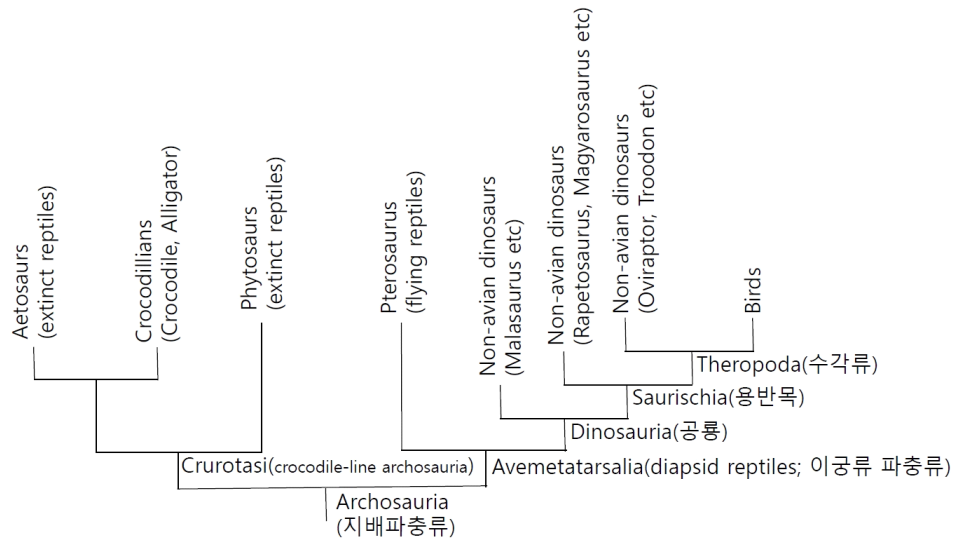 Aetosaurs
(extinct reptiles)
Crocodillians
(Crocodile, Alligator)
Phytosaurs
(extinct reptiles)
Pterosaurus
(flying reptiles)
Non-avian dinosaurs
(Malasaurus etc)
Non-avian dinosaurs
(Rapetosaurus, Magyarosaurus etc)
Non-avian dinosaurs
(Oviraptor, Troodon etc)
Birds
Theropoda(수각류)
Saurischia(용반목)
Dinosauria(공룡)
Crurotasi(crocodile-line archosauria)
Avemetatarsalia(diapsid reptiles; 이궁류 파충류)
Archosauria
(지배파충류)